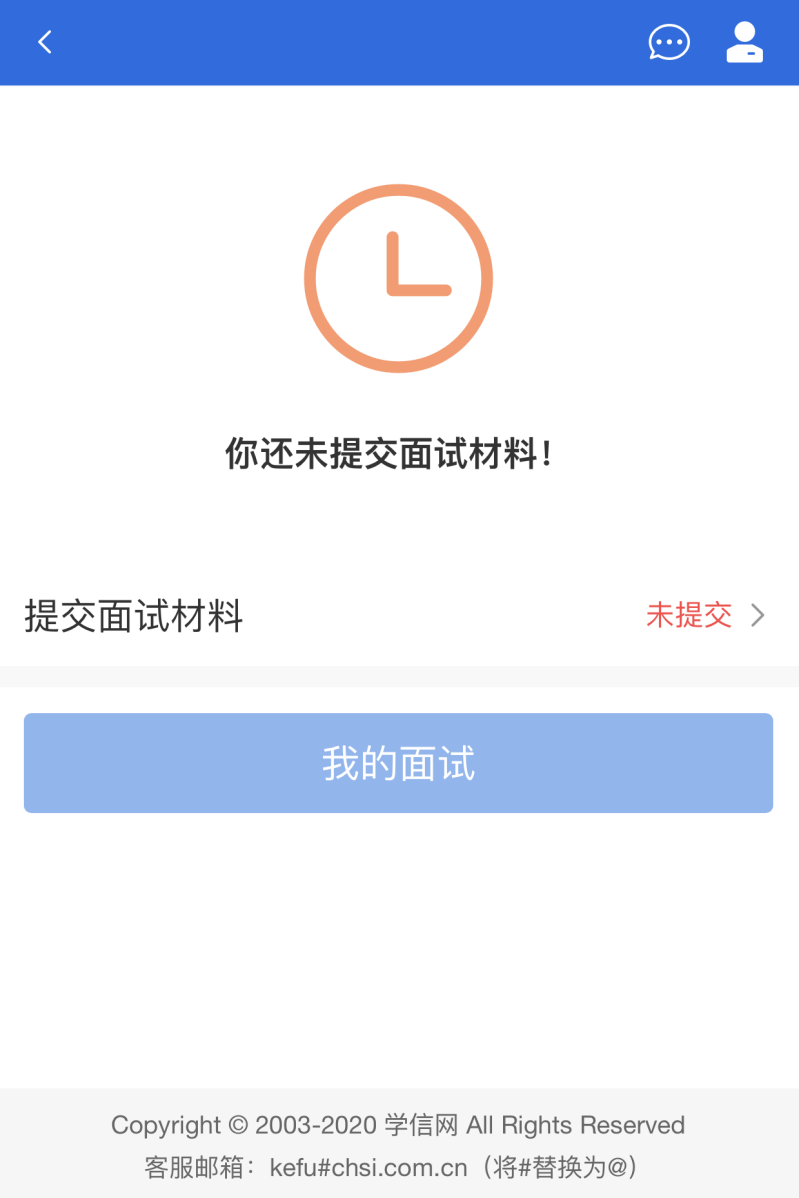 你还未提交面试材料！
提交面试材料 未提交
我的面试
Copyright © 2003-2020 学信网 All Rights Reserved
客服邮箱：kefu#chsi.com.cn（将#替换为@）